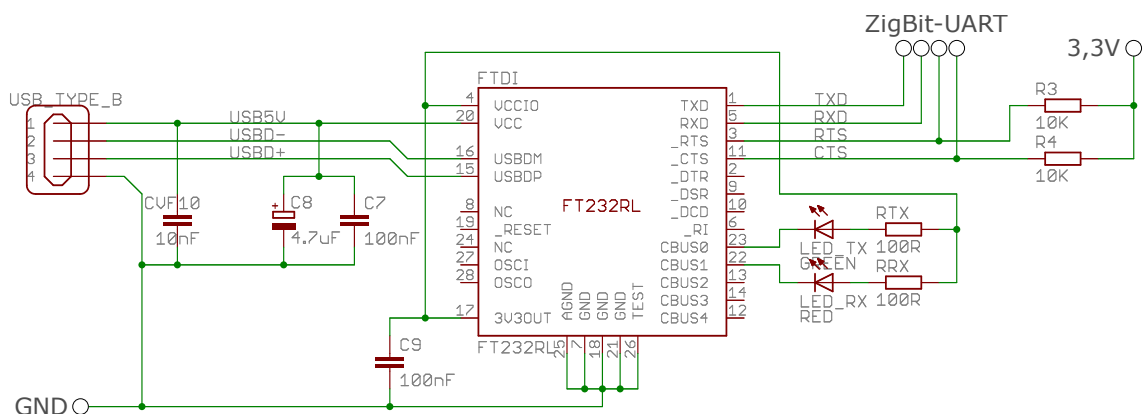 ZigBit-UART
3,3V
FTDI
USB_TYPE_B
1
2
3
4
USB5V
USBD-
USBD+
CVF10
10nF
C8
+
4.7uF
C7
100nF
C9
100nF
GND
4 VCCIO
20 VCC
16 USBDM
15 USBDP
8 NC
19 _RESET
24 NC
27 OSCI
28 OSCO
17 3V3OUT
FT232RL
FT232RL
TXD 1 TXD
RXD 5 RXD
_RTS 3 RTS
_CTS 11 CTS
_DTR 2
_DSR 9
_DCD 10
_RI 6
CBUS0 23
CBUS1 22
CBUS2 13
CBUS3 14
CBUS4 12
AGND 25
GND 7
GND 18
GND 21
TEST 26
R3
10K
R4
10K
LED_TX
GREEN
RTX
100R
LED_RX
RED
RRX
100R